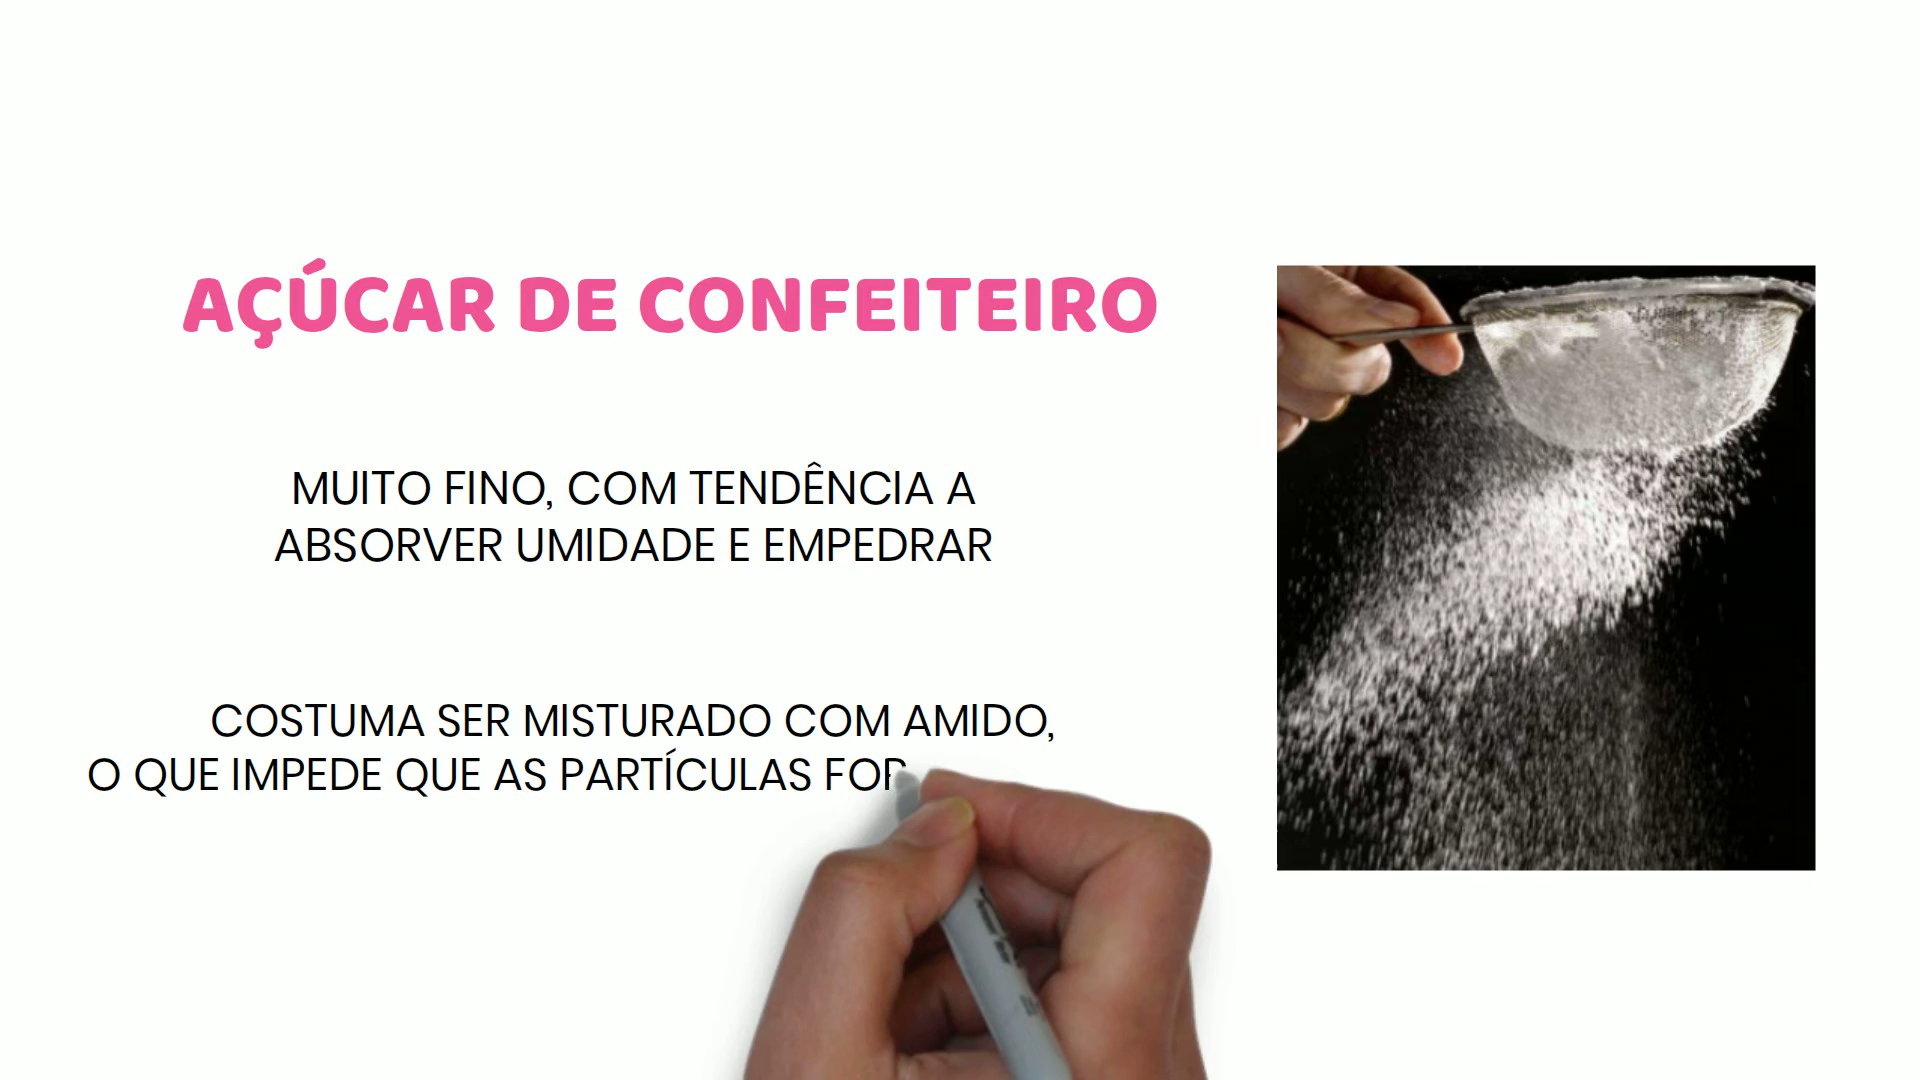 AÇÚCAR DE CONFEITEIRO
MUITO FINO, COM TENDÊNCIA A
ABSORVER UMIDADE E EMPEDRAR
COSTUMA SER MISTURADO COM AMIDO,
O QUE IMPEDE QUE AS PARTÍCULAS